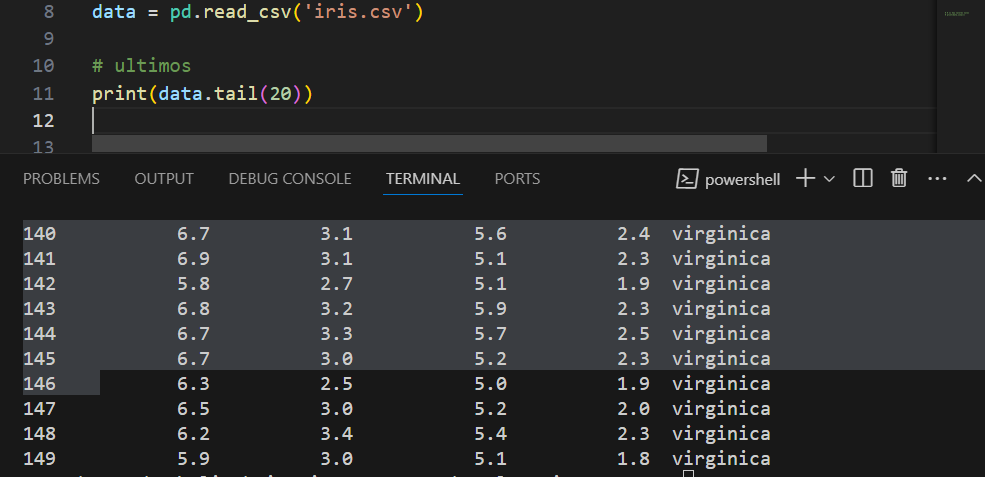 8 data = pd.read_csv('iris.csv')
9
10 # ultimos
11 print(data.tail(20))
12
13
PROBLEMS OUTPUT DEBUG CONSOLE TERMINAL PORTS powershell
140 6.7 3.1 5.6 2.4 virginica
141 6.9 3.1 5.1 2.3 virginica
142 5.8 2.7 5.1 1.9 virginica
143 6.8 3.2 5.9 2.3 virginica
144 6.7 3.3 5.7 2.5 virginica
145 6.7 3.0 5.2 2.3 virginica
146 6.3 2.5 5.0 1.9 virginica
147 6.5 3.0 5.2 2.0 virginica
148 6.2 3.4 5.4 2.3 virginica
149 5.9 3.0 5.1 1.8 virginica